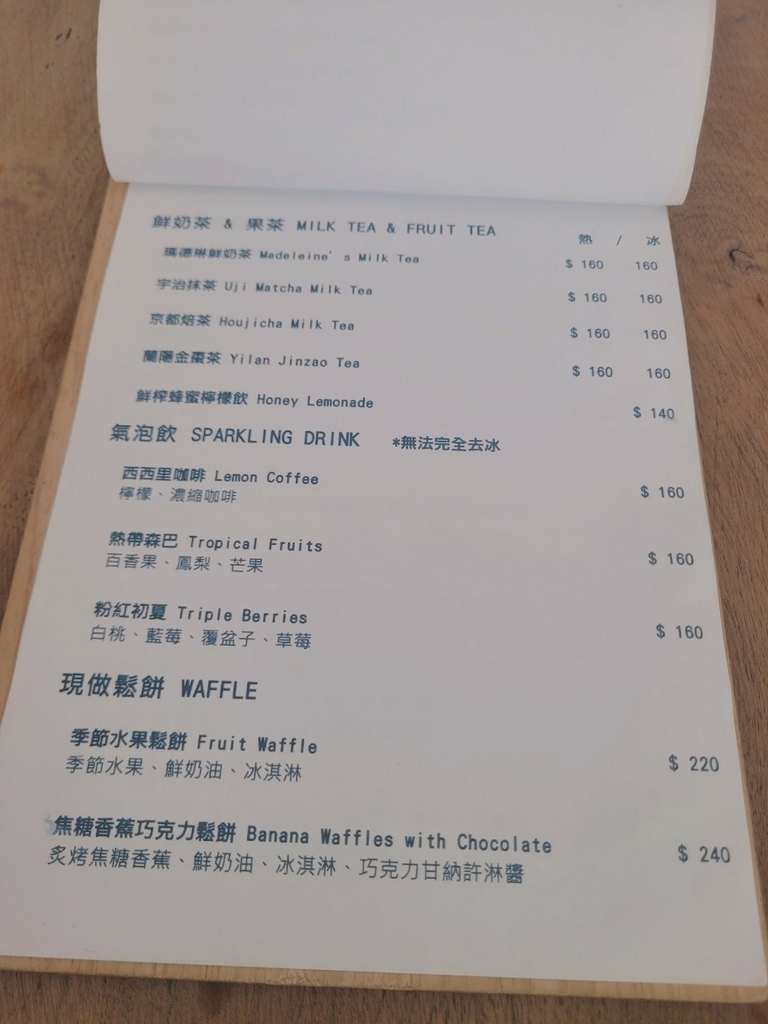 鮮奶茶 & 果茶 MILK TEA & FRUIT TEA 熱 / 冰
瑪德琳鮮奶茶 Madeleine's Milk Tea $ 160 160
宇治抹茶 Uji Matcha Milk Tea $ 160 160
京都焙茶 Houjicha Milk Tea $ 160 160
蘭陽金棗茶 Yilan Jinzao Tea $ 160 160
鮮榨蜂蜜檸檬飲 Honey Lemonade $ 140
氣泡飲 SPARKLING DRINK *無法完全去冰
西西里咖啡 Lemon Coffee $ 160
檸檬、濃縮咖啡
熱帶森巴 Tropical Fruits $ 160
百香果、鳳梨、芒果
粉紅初夏 Triple Berries $ 160
白桃、藍莓、覆盆子、草莓
現做鬆餅 WAFFLE
季節水果鬆餅 Fruit Waffle $ 220
季節水果、鮮奶油、冰淇淋
焦糖香蕉巧克力鬆餅 Banana Waffles with Chocolate $ 240
炙烤焦糖香蕉、鮮奶油、冰淇淋、巧克力甘納許淋醬